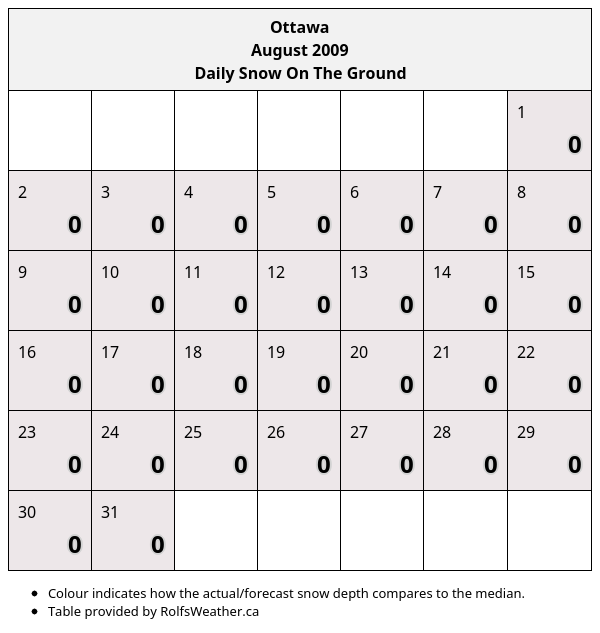 Ottawa
August 2009
Daily Snow On The Ground
1
0
2 3 4 5 6 7 8
0 0 0 0 0 0 0
9 10 11 12 13 14 15
0 0 0 0 0 0 0
16 17 18 19 20 21 22
0 0 0 0 0 0 0
23 24 25 26 27 28 29
0 0 0 0 0 0 0
30 31
0 0
• Colour indicates how the actual/forecast snow depth compares to the median.
• Table provided by RolfsWeather.ca